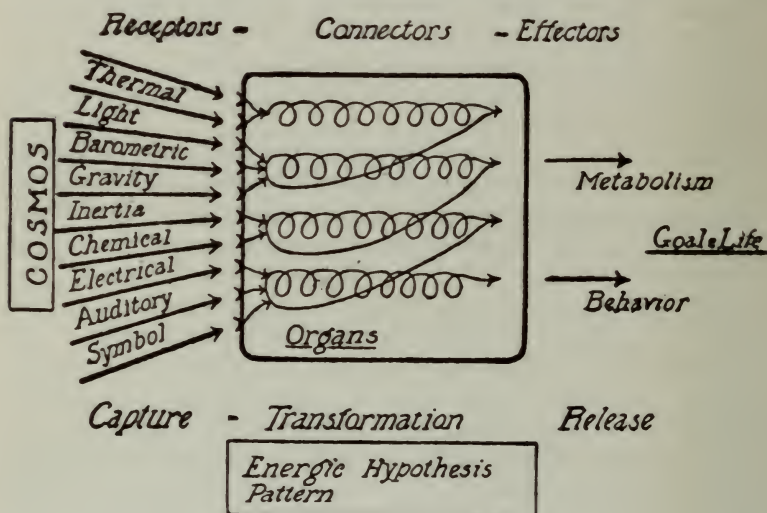 Receptors - Connectors - Effectors
COSMOS
Thermal
Light
Barometric
Gravity
Inertia
Chemical
Electrical
Auditory
Symbol
Organs
Metabolism
Goal=Life
Behavior
Capture - Transformation Release
Energic Hypothesis
Pattern